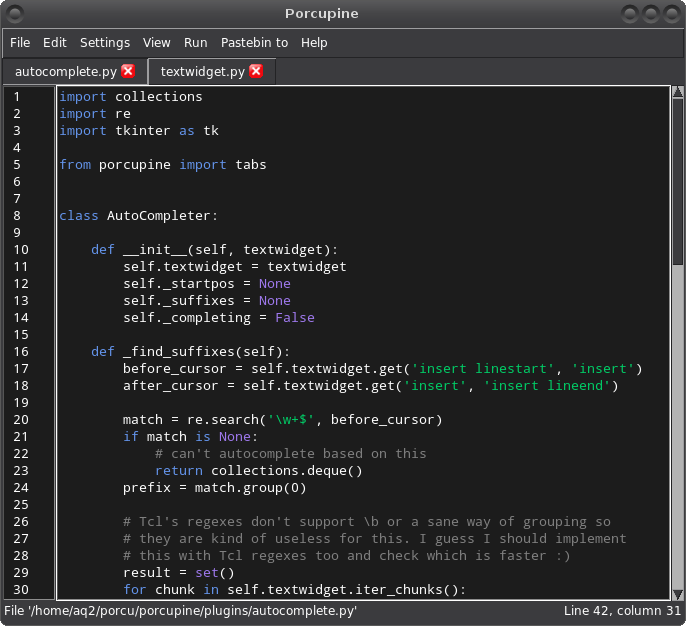 Porcupine
File Edit Settings View Run Pastebin to Help
autocomplete.py textwidget.py
1 import collections
2 import re
3 import tkinter as tk
4
5 from porcupine import tabs
6
7
8 class AutoCompleter:
9
10     def __init__(self, textwidget):
11         self.textwidget = textwidget
12         self._startpos = None
13         self._suffixes = None
14         self._completing = False
15
16     def _find_suffixes(self):
17         before_cursor = self.textwidget.get('insert linestart', 'insert')
18         after_cursor = self.textwidget.get('insert', 'insert lineend')
19
20         match = re.search('\w+$', before_cursor)
21         if match is None:
22             # can't autocomplete based on this
23             return collections.deque()
24         prefix = match.group(0)
25
26         # Tcl's regexes don't support \b or a sane way of grouping so
27         # they are kind of useless for this. I guess I should implement
28         # this with Tcl regexes too and check which is faster :)
29         result = set()
30         for chunk in self.textwidget.iter_chunks():
File '/home/aq2/porcu/porcupine/plugins/autocomplete.py' Line 42, column 31